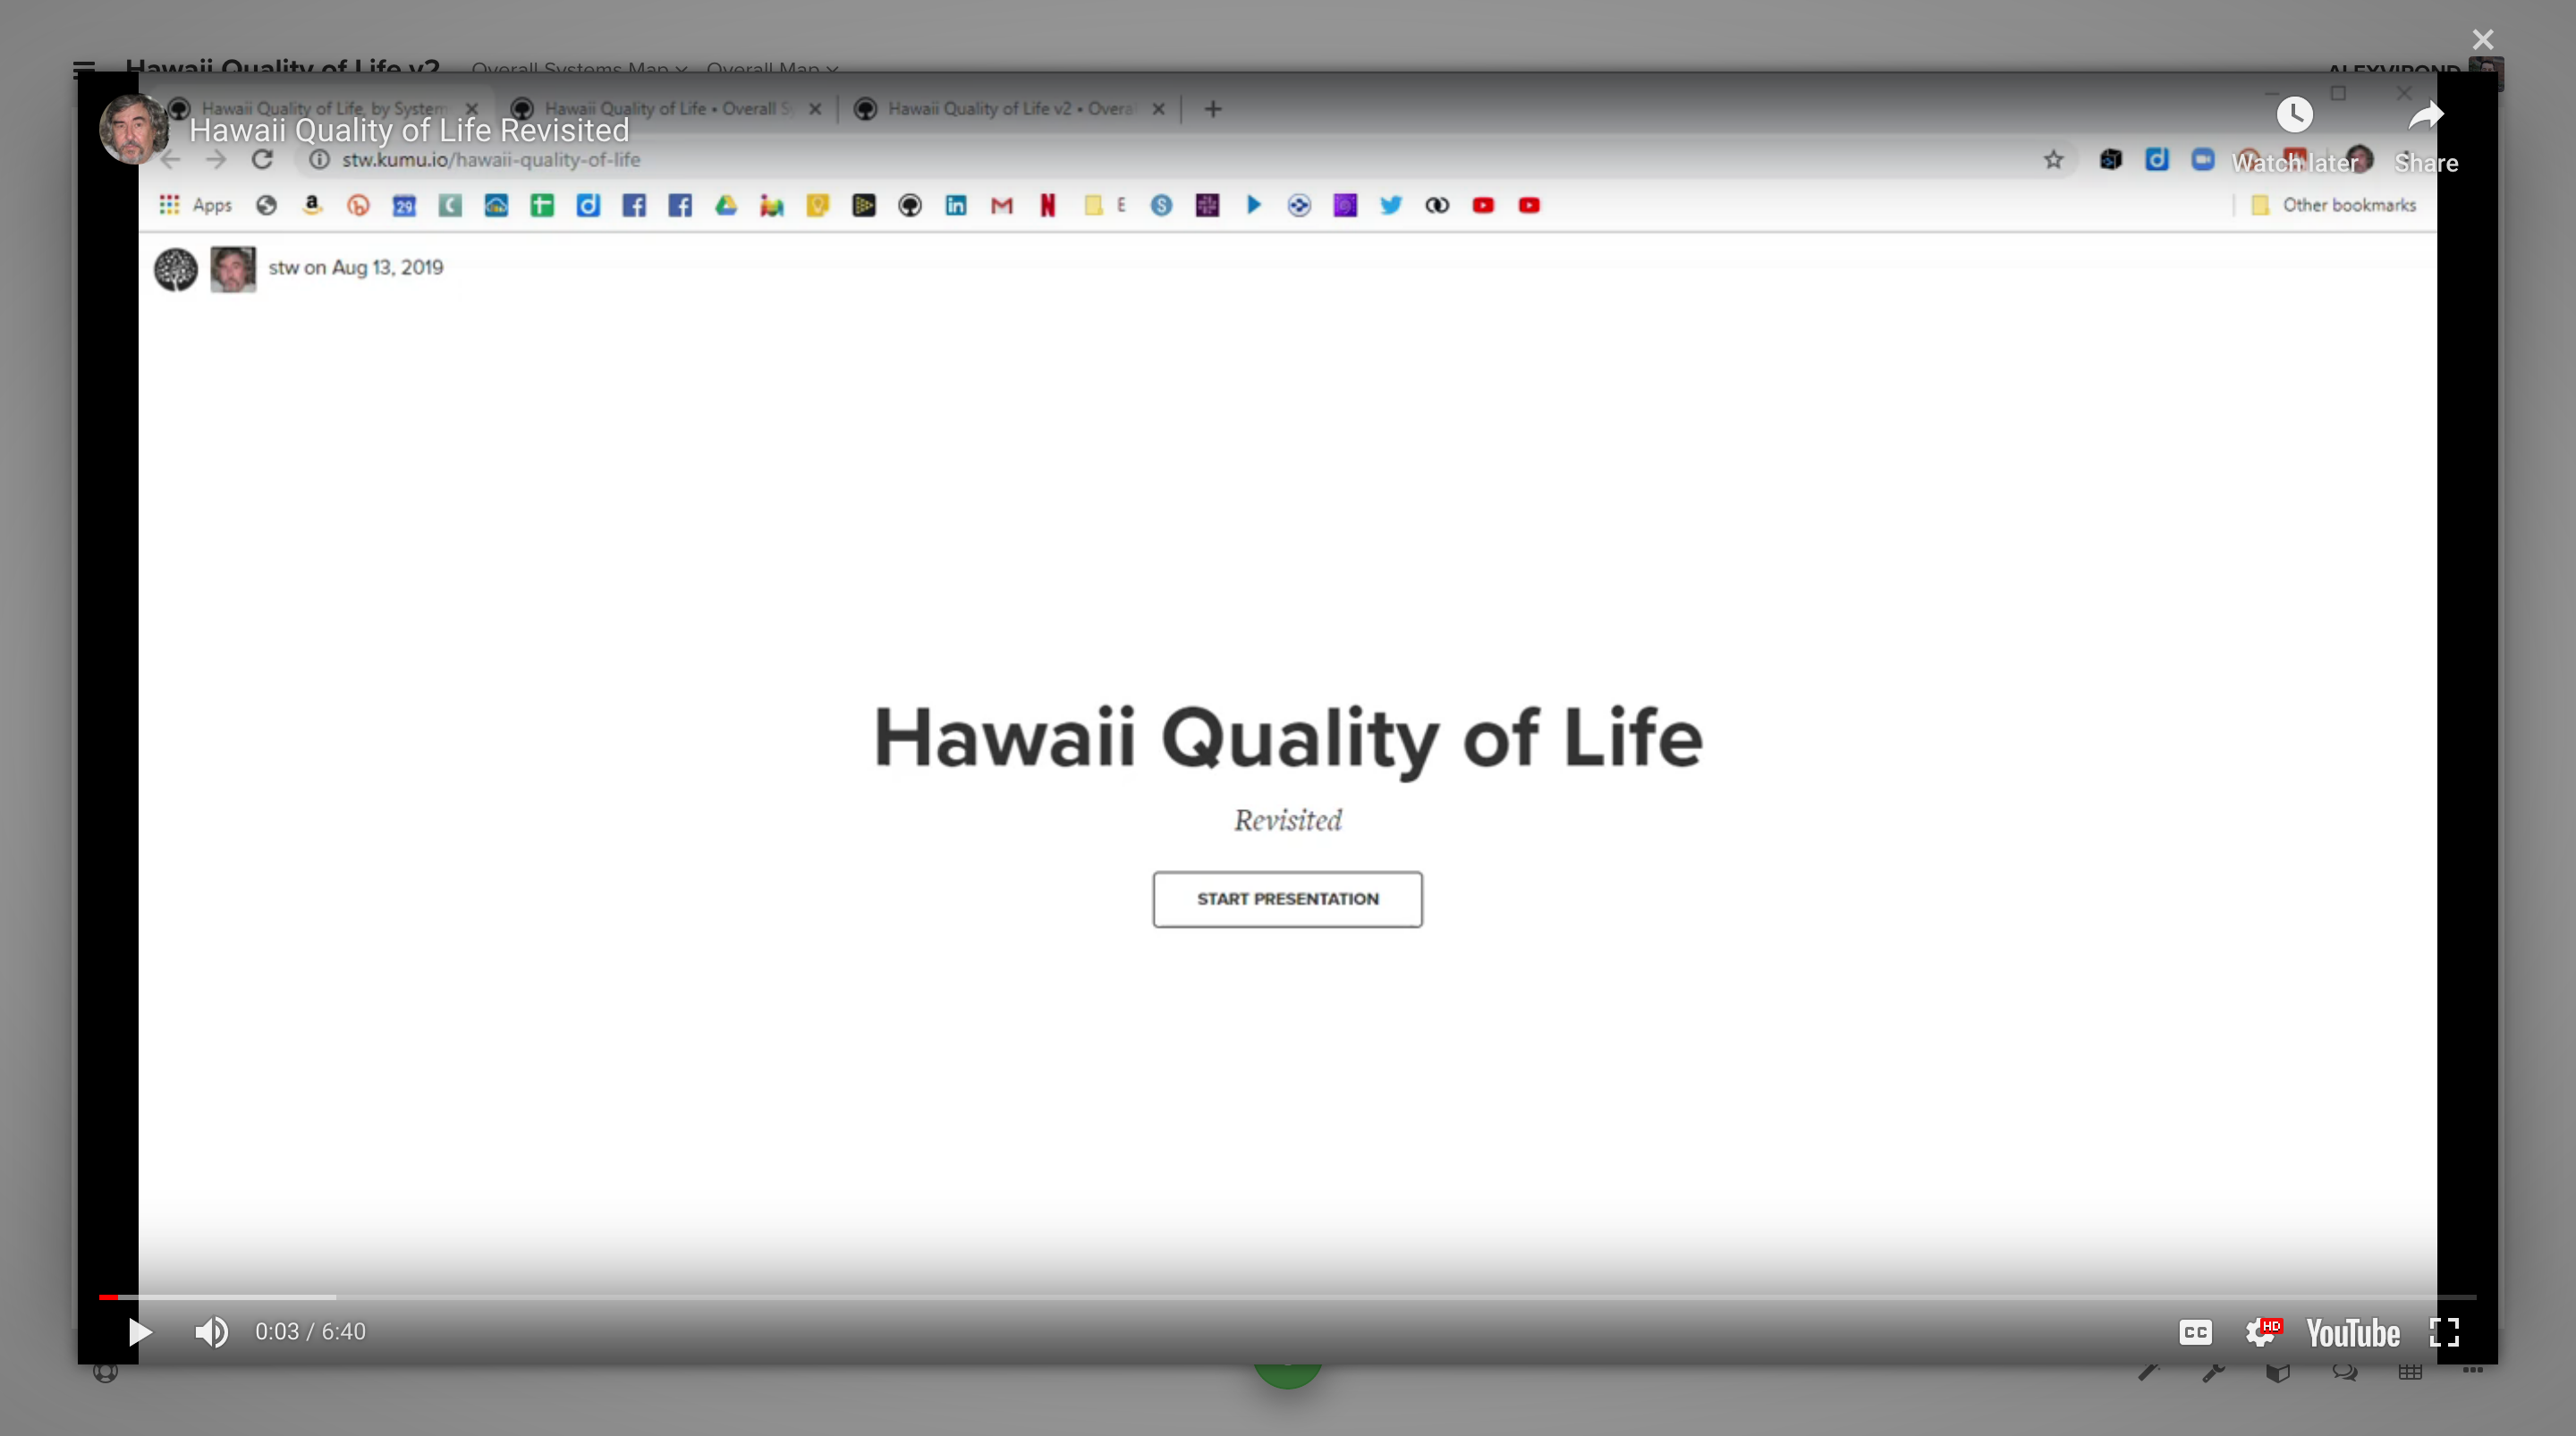 Hawaii Quality of Life v2 Overall Systems Map Overall Map
ALEXVIPOND
Hawaii Quality of Life, by System Hawaii Quality of Life • Overall S Hawaii Quality of Life v2 • Overal
Hawaii Quality of Life Revisited
stw.kumu.io/hawaii-quality-of-life
Watch later Share
Apps 29 E Other bookmarks
stw on Aug 13, 2019
Hawaii Quality of Life
Revisited
START PRESENTATION
0:03 / 6:40 CC HD YouTube